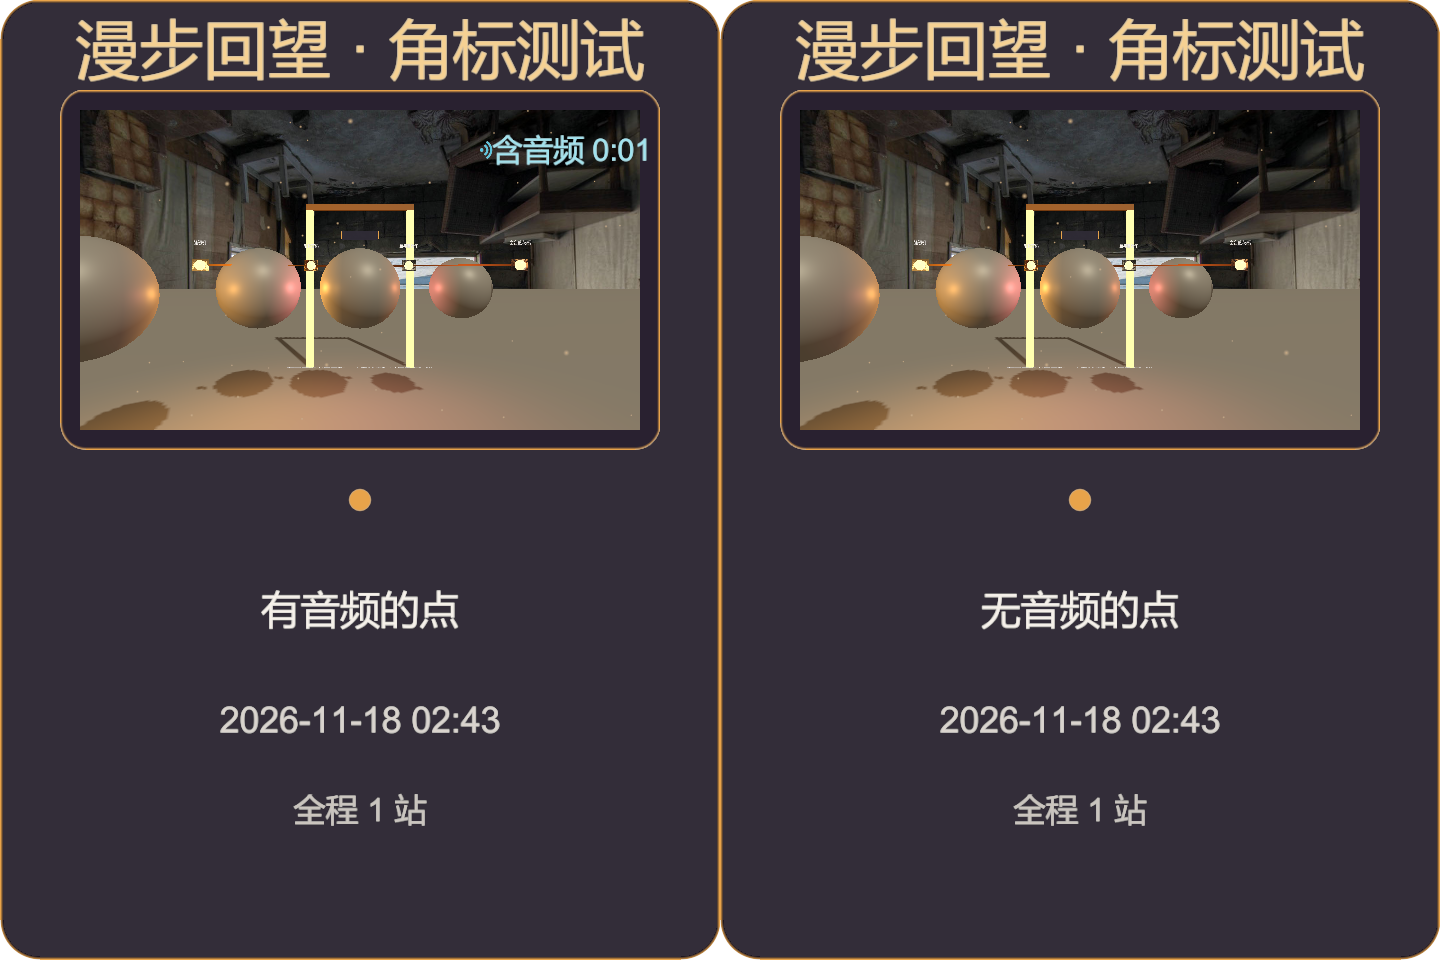 漫步回望 · 角标测试
含音频 0:01
有音频的点
2026-11-18 02:43
全程 1 站
漫步回望 · 角标测试
无音频的点
2026-11-18 02:43
全程 1 站